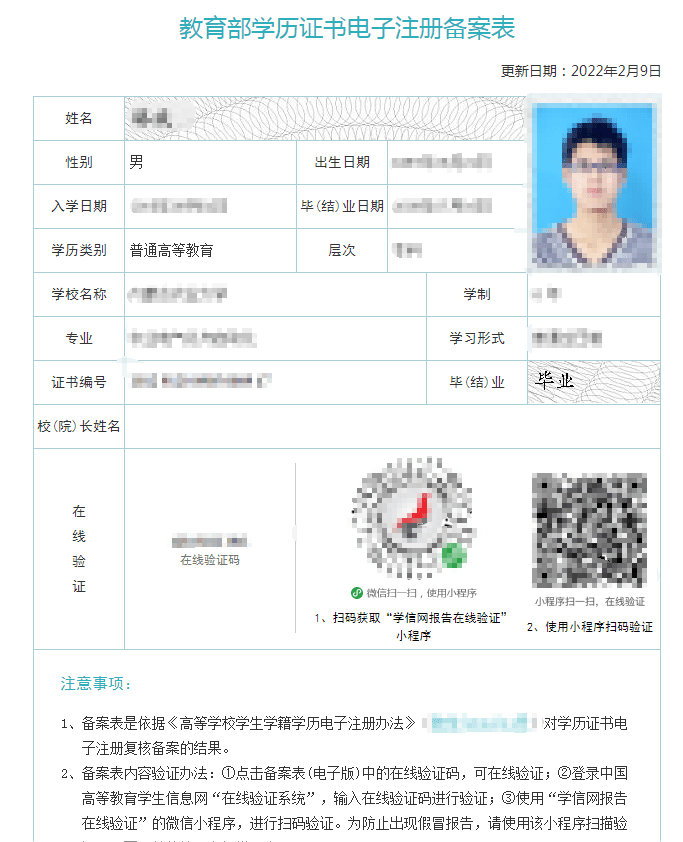 教育部学历证书电子注册备案表
更新日期：2022年2月9日
姓名
性别 男 出生日期
入学日期 毕(结)业日期
学历类别 普通高等教育 层次
学校名称 学制
专业 学习形式
证书编号 毕(结)业 毕业
校(院)长姓名
在
线
验
证
在线验证码
微信扫一扫，使用小程序
1、扫码获取“学信网报告在线验证”
小程序
小程序扫一扫，在线验证
2、使用小程序扫码验证
注意事项：
1、备案表是依据《高等学校学生学籍学历电子注册办法》（ ）对学历证书电
子注册复核备案的结果。
2、备案表内容验证办法：①点击备案表(电子版)中的在线验证码，可在线验证；②登录中国
高等教育学生信息网“在线验证系统”，输入在线验证码进行验证；③使用“学信网报告
在线验证”的微信小程序，进行扫码验证。为防止出现假冒报告，请使用该小程序扫描验